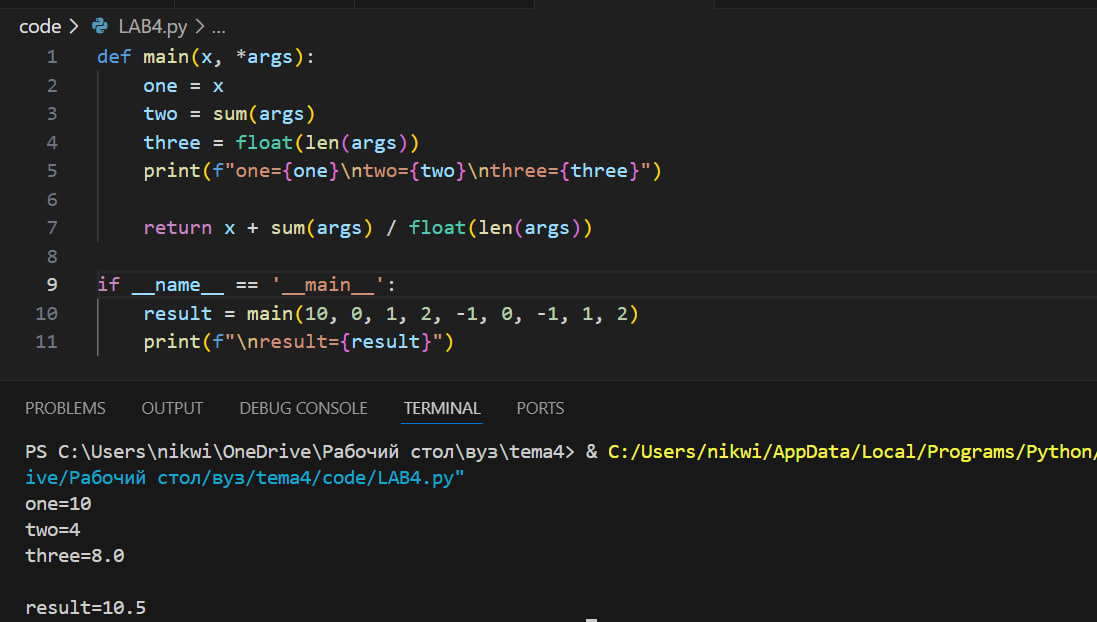 code > LAB4.py > ...
1 def main(x, *args):
2     one = x
3     two = sum(args)
4     three = float(len(args))
5     print(f"one={one}\ntwo={two}\nthree={three}")
6
7     return x + sum(args) / float(len(args))
8
9 if __name__ == '__main__':
10     result = main(10, 0, 1, 2, -1, 0, -1, 1, 2)
11     print(f"\nresult={result}")
PROBLEMS OUTPUT DEBUG CONSOLE TERMINAL PORTS
PS C:\Users\nikwi\OneDrive\Рабочий стол\вуз\tema4> & C:/Users/nikwi/AppData/Local/Programs/Python/
ive/Рабочий стол/вуз/tema4/code/LAB4.py"
one=10
two=4
three=8.0
result=10.5